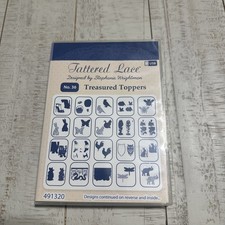 Tattered Lace
Designed by Stephanie Weightman
No. 36
Treasured Toppers
491320
Designs continued on reverse and inside.